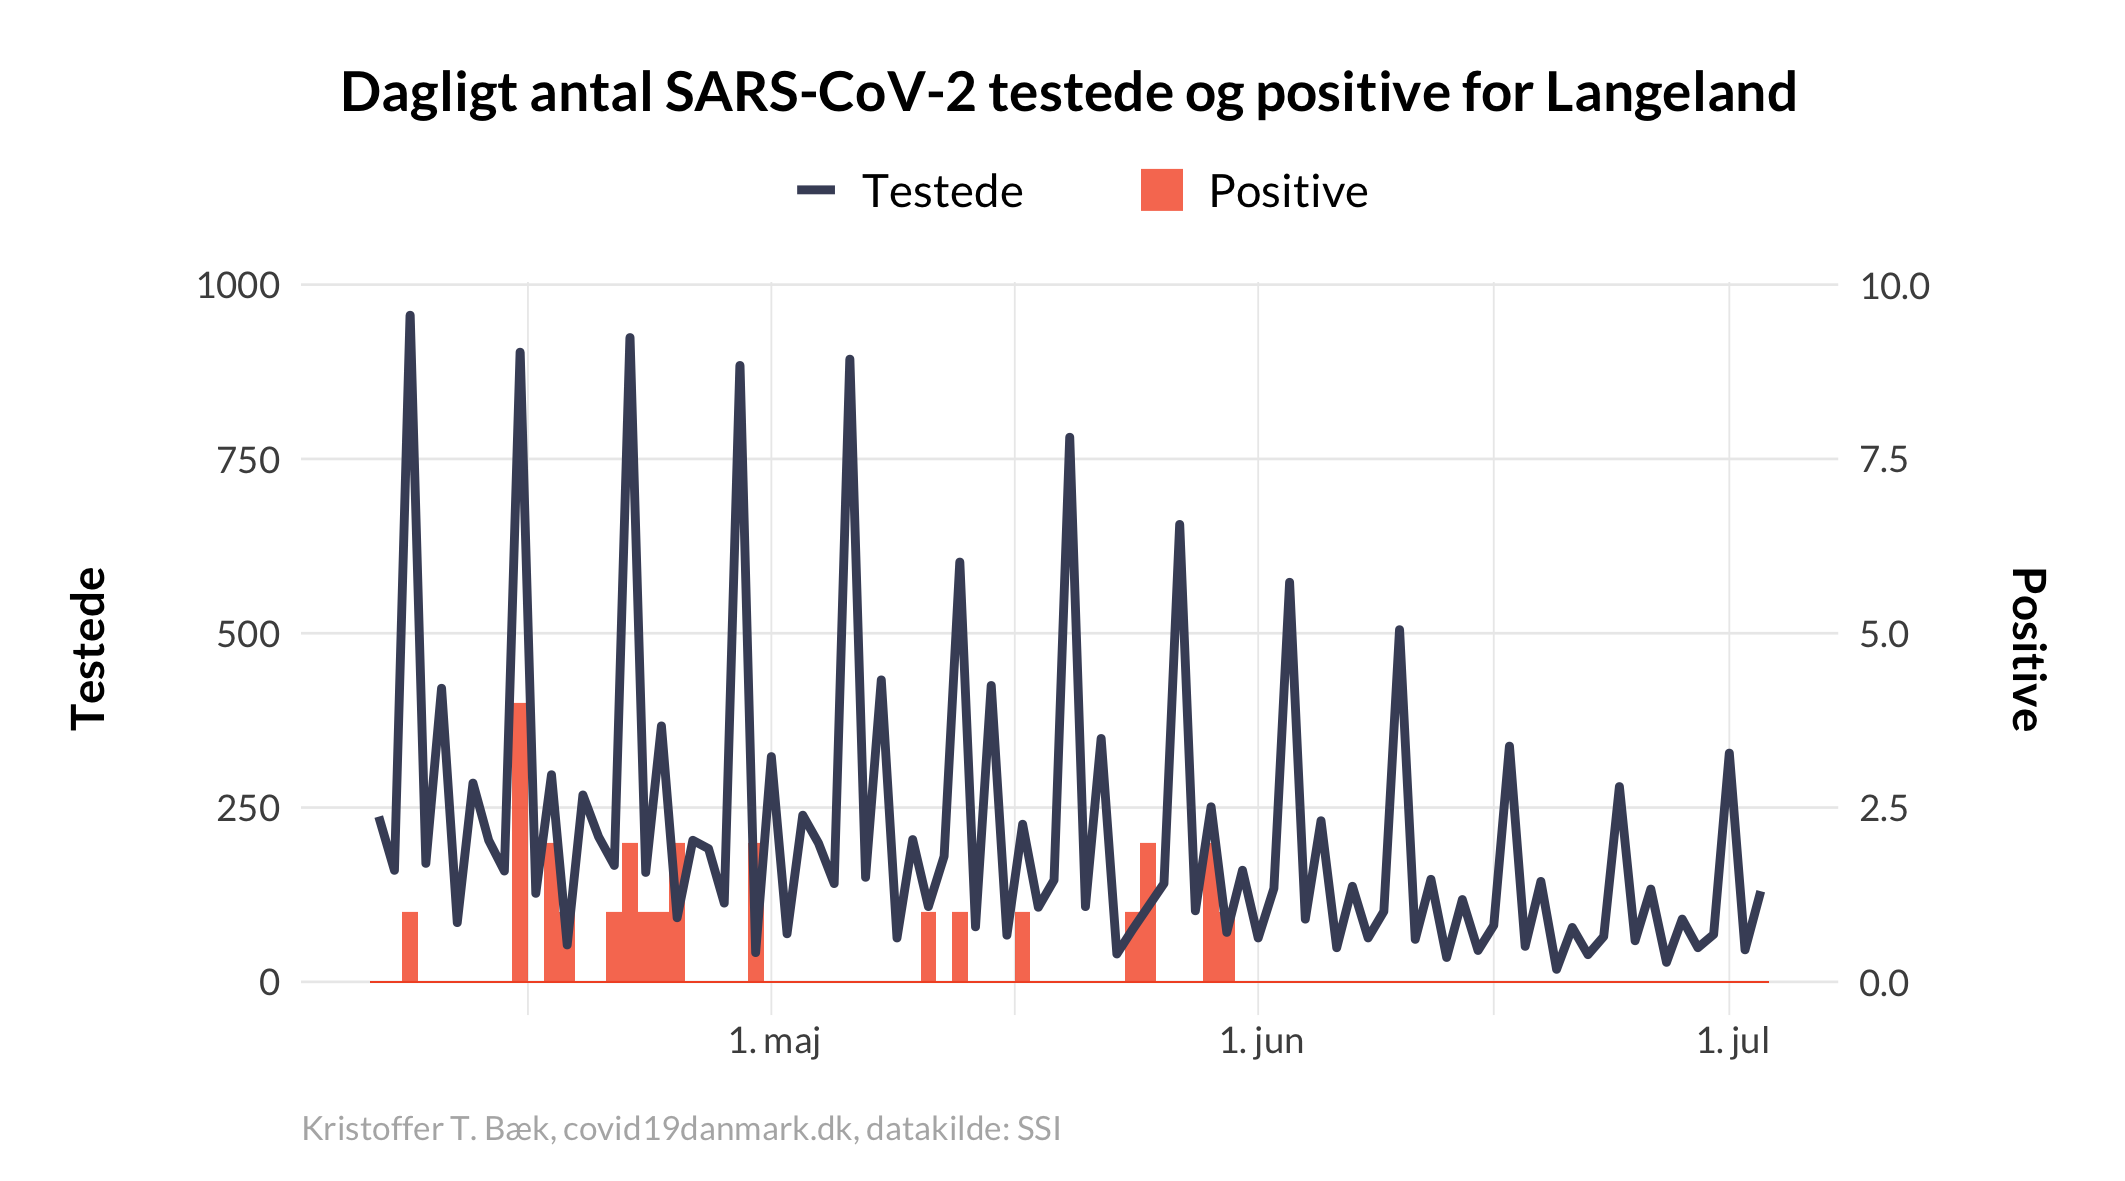 Dagligt antal SARS-CoV-2 testede og positive for Langeland
Testede Positive
1000 10.0
750 7.5
500 5.0
250 2.5
0 0.0
Testede
Positive
1. maj 1. jun 1. jul
Kristoffer T. Bæk, covid19danmark.dk, datakilde: SSI